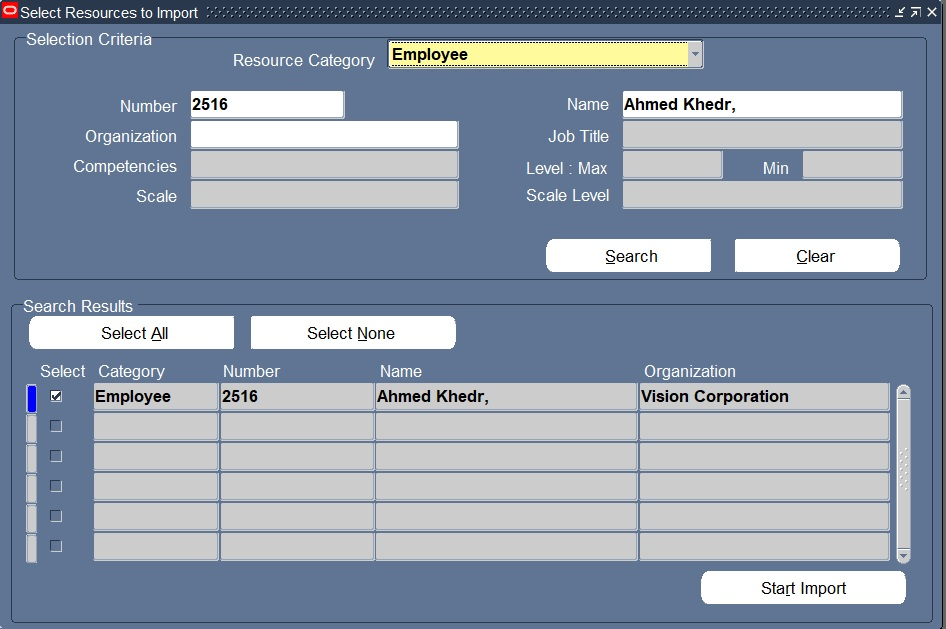 Select Resources to Import
Selection Criteria
Resource Category Employee
Number 2516 Name Ahmed Khedr,
Organization Job Title
Competencies Level : Max Min
Scale Scale Level
Search Clear
Search Results
Select All Select None
Select Category Number Name Organization
Employee 2516 Ahmed Khedr, Vision Corporation
Start Import